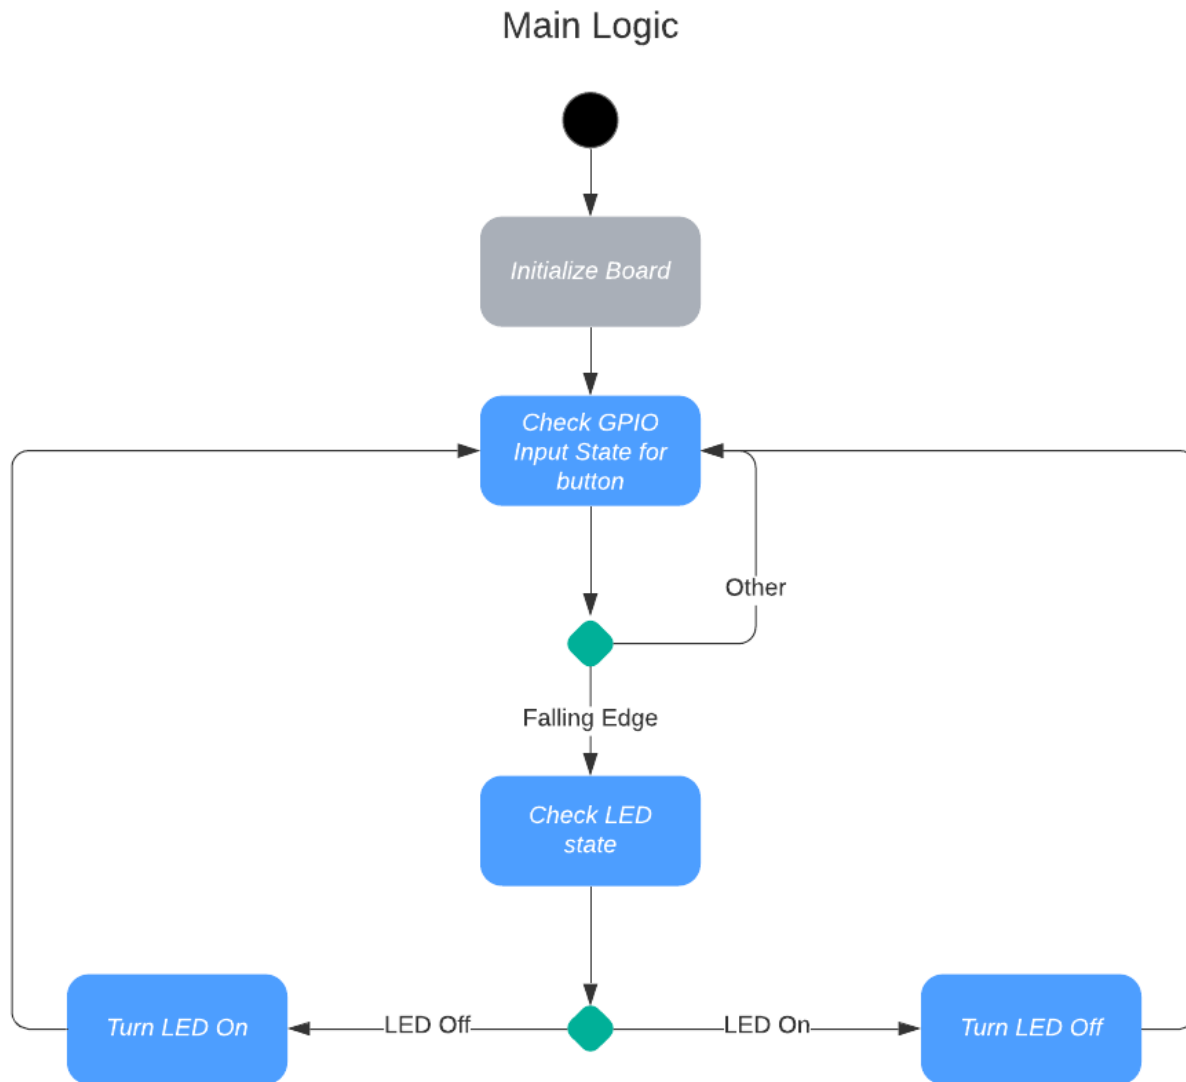 Main Logic
Initialize Board
Check GPIO
Input State for
button
Other
Falling Edge
Check LED
state
Turn LED On
LED Off
LED On
Turn LED Off